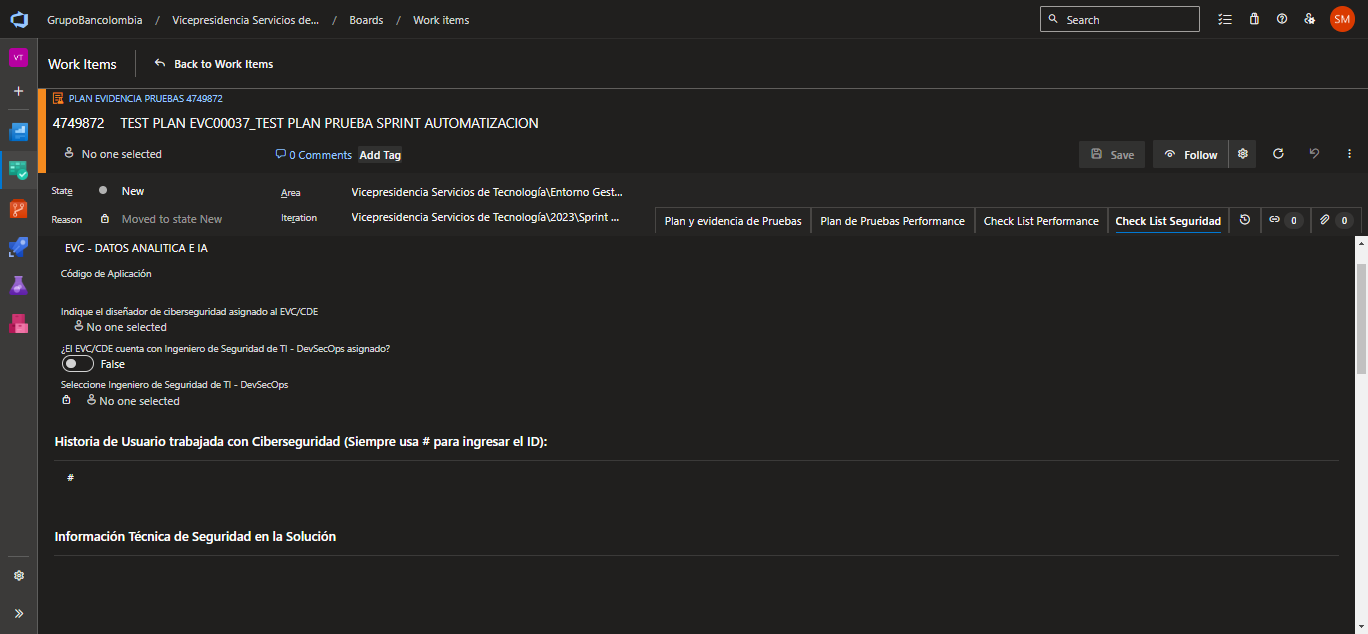 GrupoBancolombia / Vicepresidencia Servicios de... / Boards / Work items
Search
SM
VT
Work Items
Back to Work Items
PLAN EVIDENCIA PRUEBAS 4749872
4749872 TEST PLAN EVC00037_TEST PLAN PRUEBA SPRINT AUTOMATIZACION
No one selected
0 Comments
Add Tag
Save
Follow
State
New
Area
Vicepresidencia Servicios de Tecnología\Entorno Gest...
Reason
Moved to state New
Iteration
Vicepresidencia Servicios de Tecnología\2023\Sprint ...
Plan y evidencia de Pruebas
Plan de Pruebas Performance
Check List Performance
Check List Seguridad
0
0
EVC - DATOS ANALITICA E IA
Código de Aplicación
Indique el diseñador de ciberseguridad asignado al EVC/CDE
No one selected
¿El EVC/CDE cuenta con Ingeniero de Seguridad de TI - DevSecOps asignado?
False
Seleccione Ingeniero de Seguridad de TI - DevSecOps
No one selected
Historia de Usuario trabajada con Ciberseguridad (Siempre usa # para ingresar el ID):
#
Información Técnica de Seguridad en la Solución